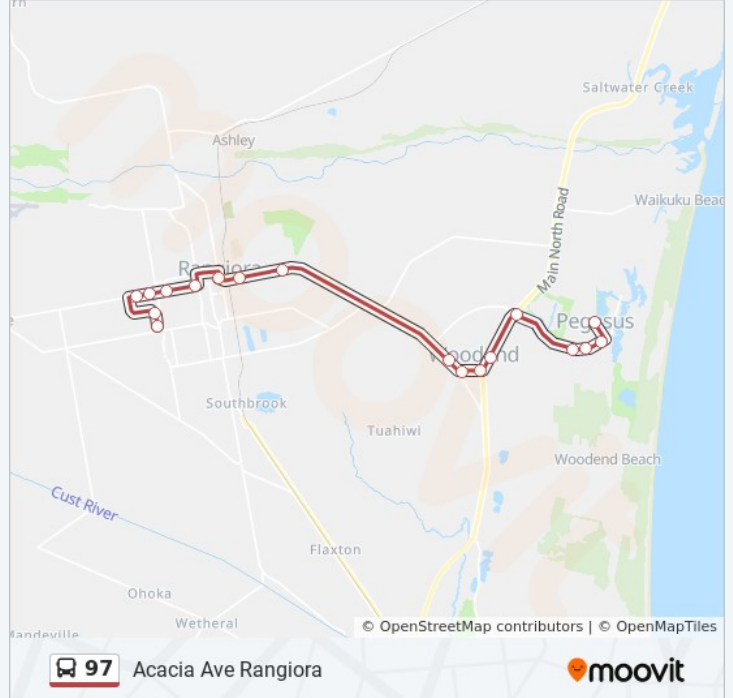 Saltwater Creek
Ashley
Waikuku Beac
Main North Road
Rangiora
Pegasus
Woodend
Southbrook
Tuahiwi
Woodend Beach
Cust River
Flaxton
Ohoka
Wetheral
Mandeville
© OpenStreetMap contributors | © OpenMapTiles
97 Acacia Ave Rangiora
moovit